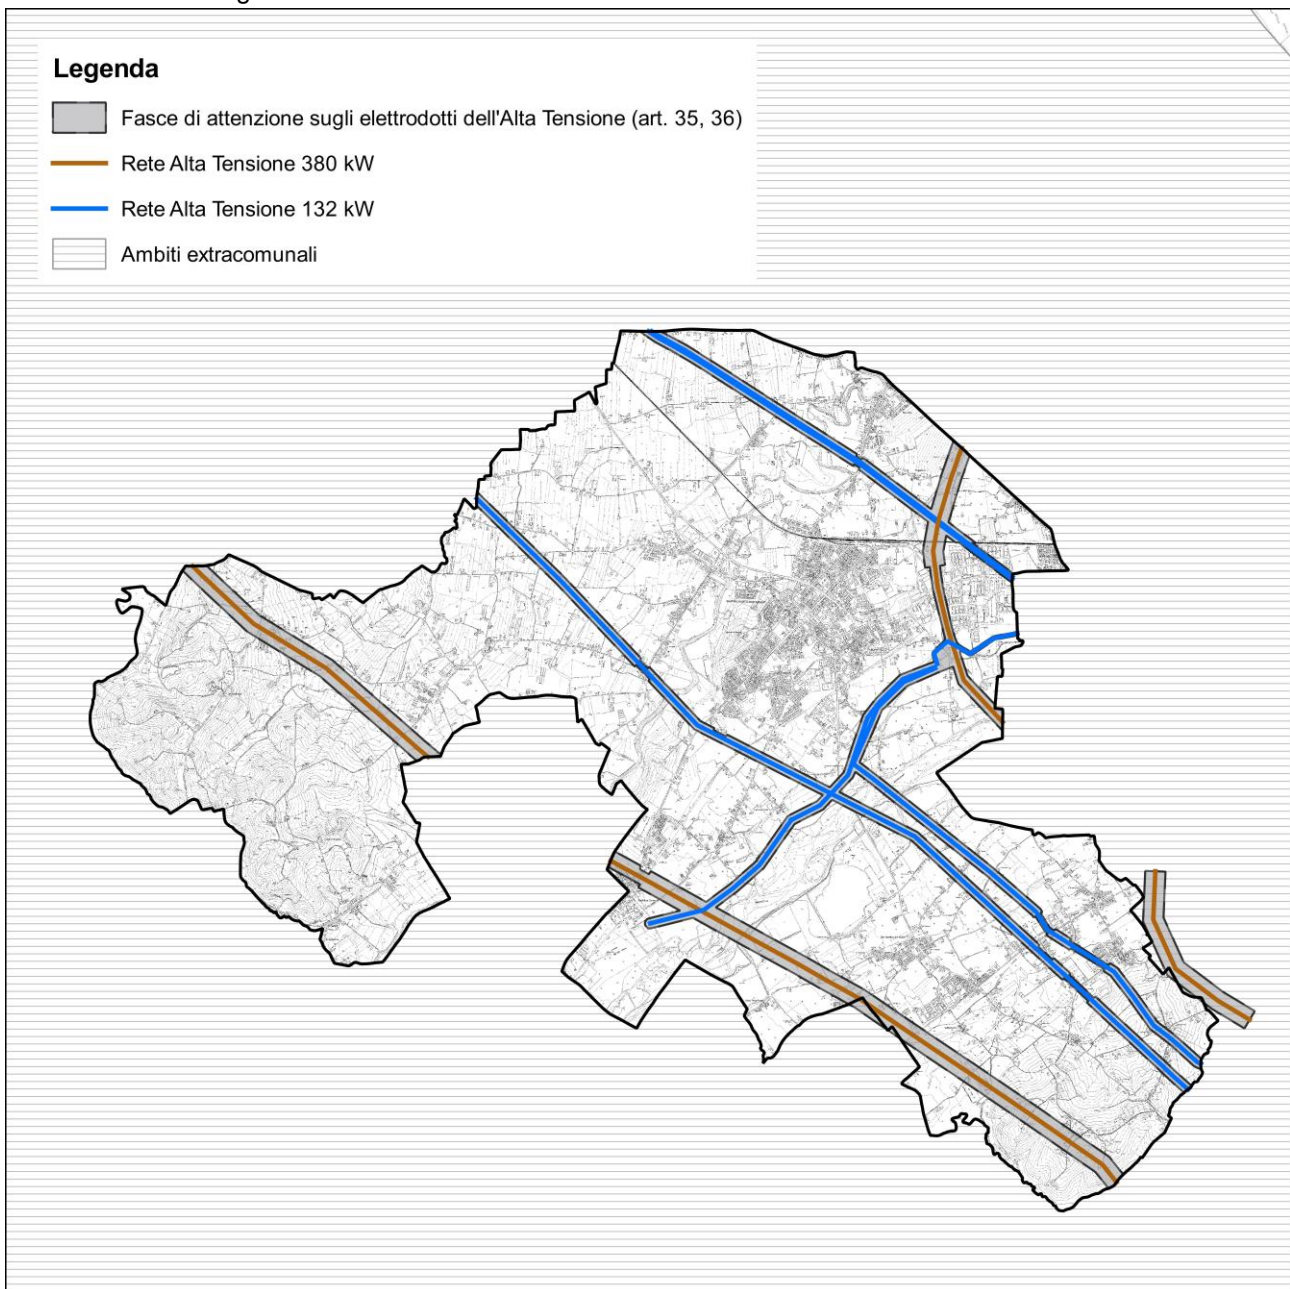 Legenda
Fasce di attenzione sugli elettrodotti dell'Alta Tensione (art. 35, 36)
Rete Alta Tensione 380 kW
Rete Alta Tensione 132 kW
Ambiti extracomunali